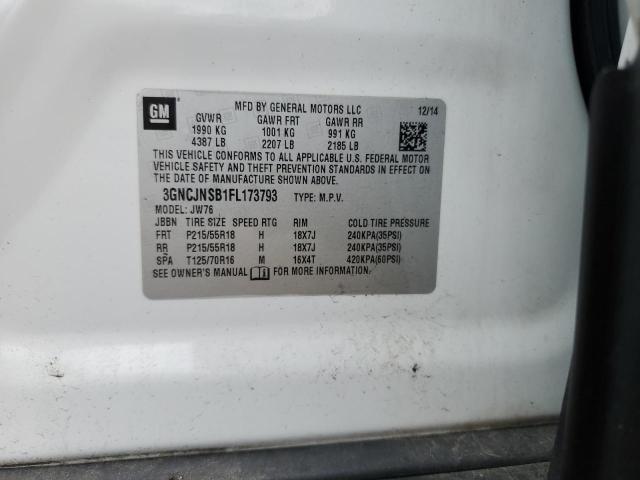 GM
MFD BY GENERAL MOTORS LLC 12/14
GVWR GAWR FRT GAWR RR
1990 KG 1001 KG 991 KG
4387 LB 2207 LB 2185 LB
THIS VEHICLE CONFORMS TO ALL APPLICABLE U.S. FEDERAL MOTOR
VEHICLE SAFETY AND THEFT PREVENTION STANDARDS IN EFFECT ON
THE DATE OF MANUFACTURE SHOWN ABOVE.
3GNCJNSB1FL173793 TYPE: M.P.V.
MODEL: JW76
JBBN TIRE SIZE SPEED RTG RIM COLD TIRE PRESSURE
FRT P215/55R18 H 18X7J 240KPA(35PSI)
RR P215/55R18 H 18X7J 240KPA(35PSI)
SPA T125/70R16 M 16X4T 420KPA(60PSI)
SEE OWNER'S MANUAL FOR MORE INFORMATION.